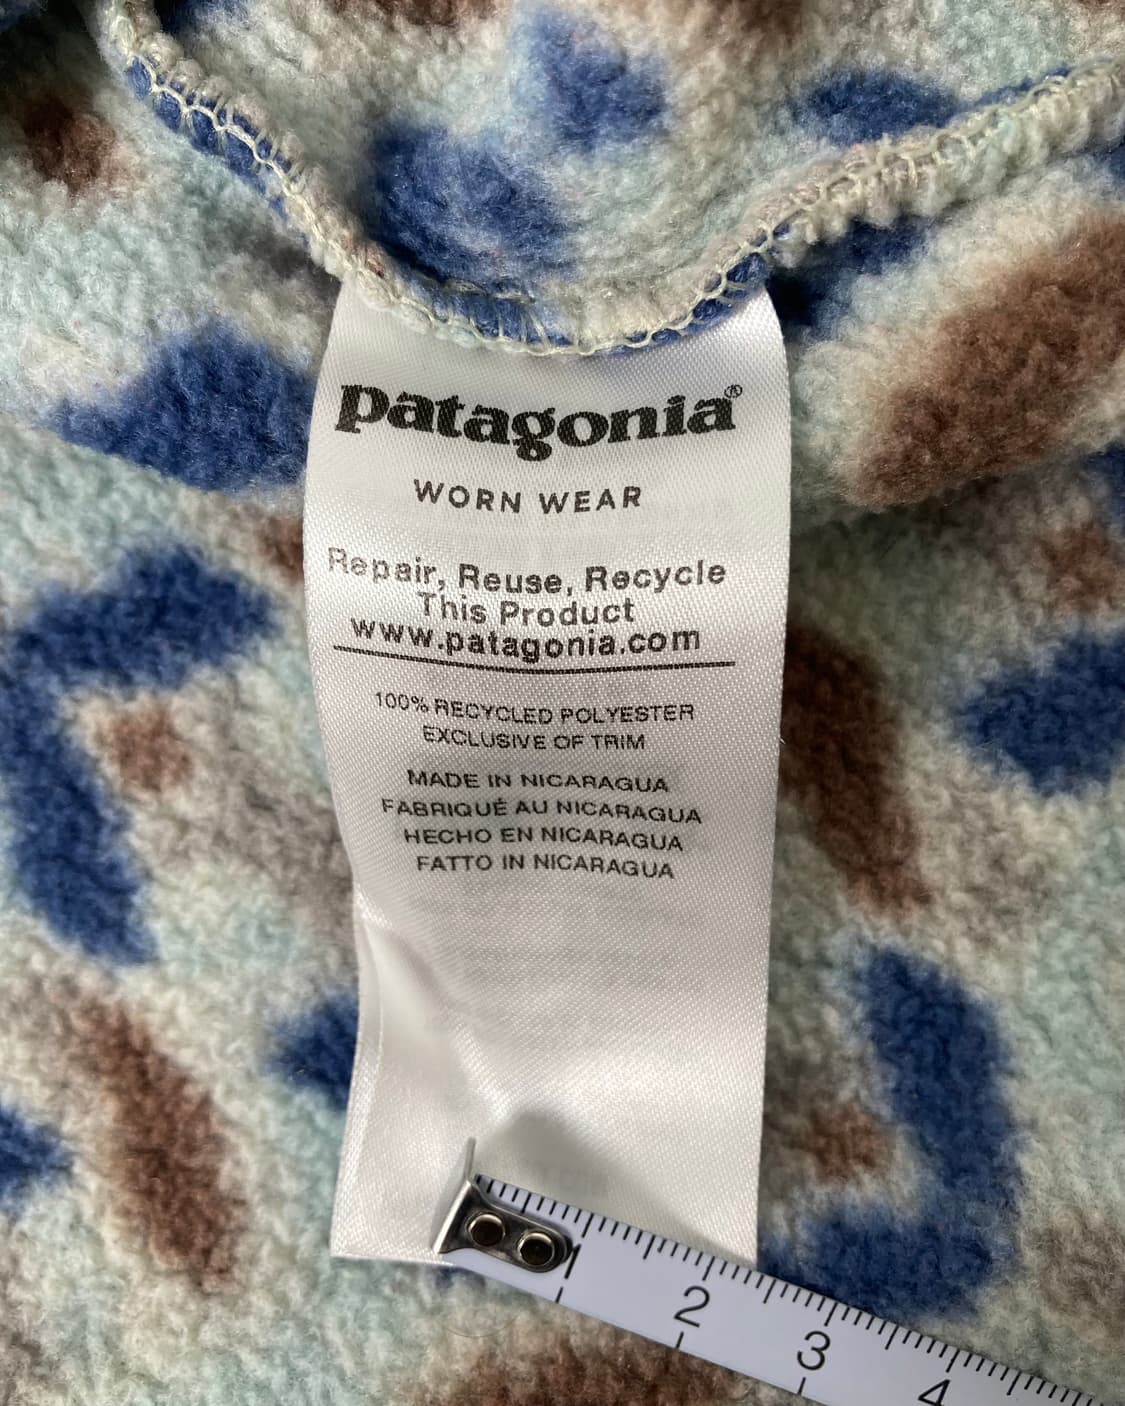 patagonia®
WORN WEAR
Repair, Reuse, Recycle
This Product
www.patagonia.com
100% RECYCLED POLYESTER
EXCLUSIVE OF TRIM
MADE IN NICARAGUA
FABRIQUÉ AU NICARAGUA
HECHO EN NICARAGUA
FATTO IN NICARAGUA
1 2 3 4